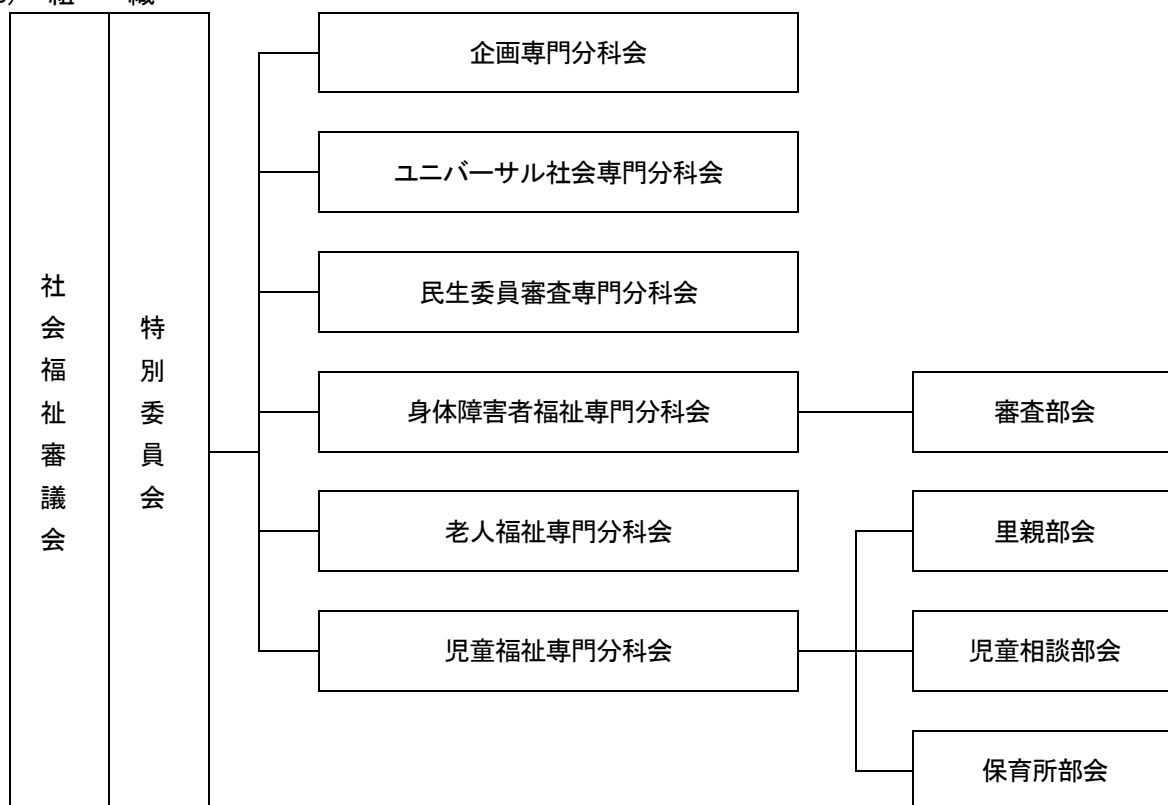 組 織
社会福祉審議会
特別委員会
企画専門分科会
ユニバーサル社会専門分科会
民生委員審査専門分科会
身体障害者福祉専門分科会
審査部会
老人福祉専門分科会
里親部会
児童福祉専門分科会
児童相談部会
保育所部会